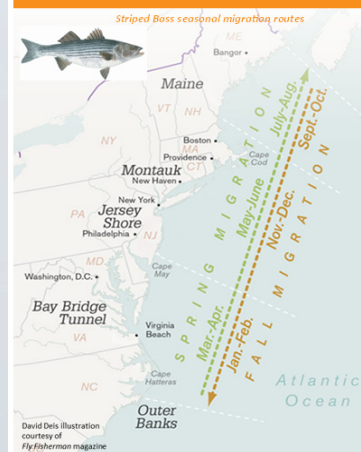 Striped Bass seasonal migration routes
ME
Bangor
Maine
VT
NH
NY
Boston
MA
Providence
Cape
Cod
CT
Montauk
New Haven
New York
Jersey
Shore
PA
Philadelphia
NJ
MD
Washington, D.C.
Cape
May
Bay Bridge
Tunnel
VA
Virginia
Beach
NC
Cape
Hatteras
Outer
Banks
SPRING MIGRATION
Mar.-Apr.
May-June
July-Aug.
Sept.-Oct.
Nov.-Dec.
Jan.-Feb.
FALL MIGRATION
Atlantic
Ocean
David Deis illustration
courtesy of
Fly Fisherman magazine